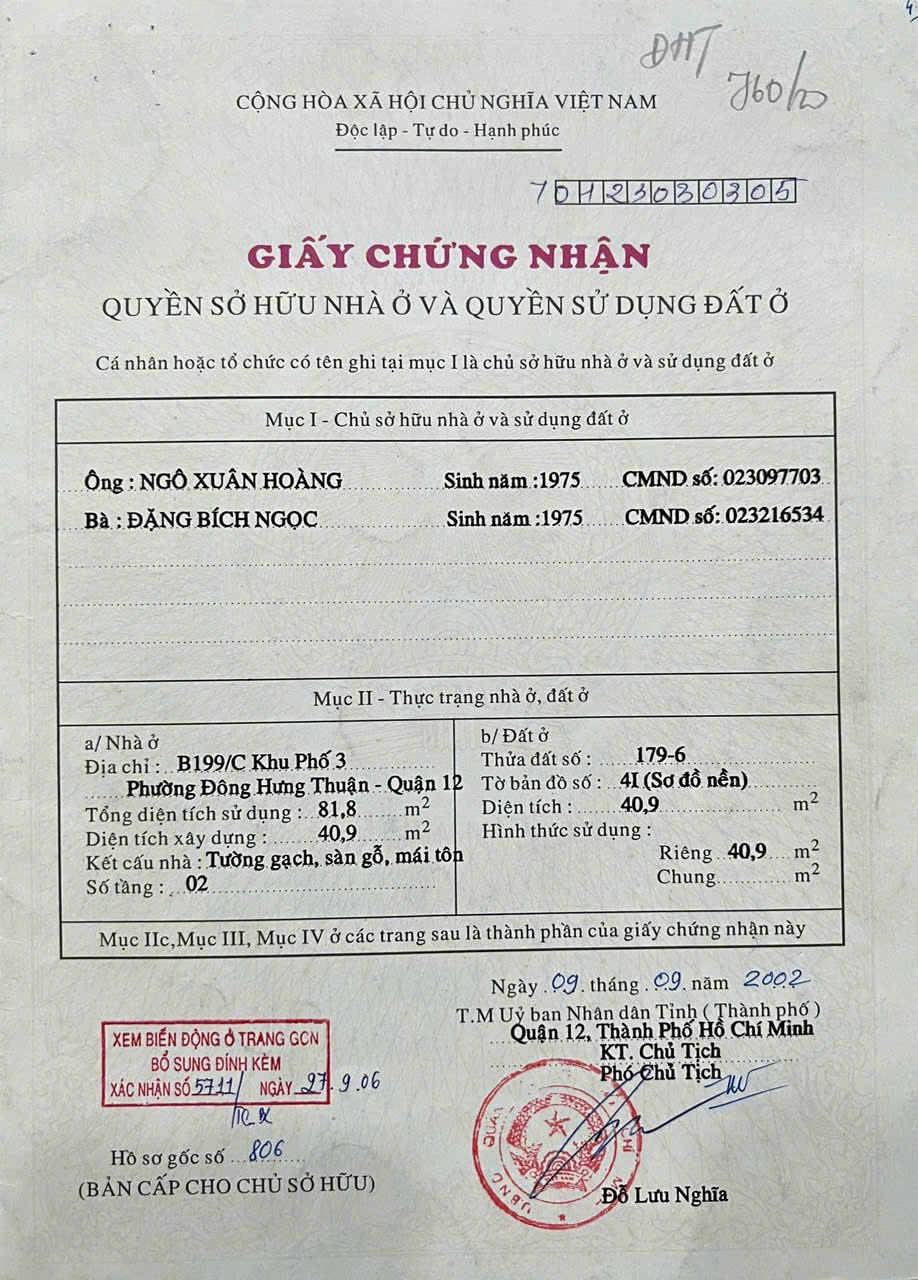 ĐHT
760/20
CỘNG HÒA XÃ HỘI CHỦ NGHĨA VIỆT NAM
Độc lập - Tự do - Hạnh phúc
70123030305
GIẤY CHỨNG NHẬN
QUYỀN SỞ HỮU NHÀ Ở VÀ QUYỀN SỬ DỤNG ĐẤT Ở
Cá nhân hoặc tổ chức có tên ghi tại mục I là chủ sở hữu nhà ở và sử dụng đất ở
Mục I - Chủ sở hữu nhà ở và sử dụng đất ở
Ông : NGÔ XUÂN HOÀNG Sinh năm :1975 CMND số: 023097703
Bà : ĐẶNG BÍCH NGỌC Sinh năm :1975 CMND số: 023216534
Mục II - Thực trạng nhà ở, đất ở
a/ Nhà ở
Địa chỉ : B199/C Khu Phố 3
Phường Đông Hưng Thuận - Quận 12
Tổng diện tích sử dụng : 81,8 m2
Diện tích xây dựng : 40,9 m2
Kết cấu nhà : Tường gạch, sàn gỗ, mái tôn
Số tầng : 02
b/ Đất ở
Thửa đất số : 179-6
Tờ bản đồ số : 4I (Sơ đồ nền)
Diện tích : 40,9 m2
Hình thức sử dụng :
Riêng 40,9 m2
Chung m2
Mục IIc,Mục III, Mục IV ở các trang sau là thành phần của giấy chứng nhận này
Ngày 09 tháng 09 năm 2002
T.M Uỷ ban Nhân dân Tỉnh ( Thành phố )
Quận 12, Thành Phố Hồ Chí Minh
KT. Chủ Tịch
Phó Chủ Tịch
Đỗ Lưu Nghĩa
XEM BIẾN ĐỘNG Ở TRANG GCN
BỔ SUNG ĐÍNH KÈM
XÁC NHẬN SỐ 5711/ NGÀY 27.9.06
Hồ sơ gốc số 806
(BẢN CẤP CHO CHỦ SỞ HỮU)